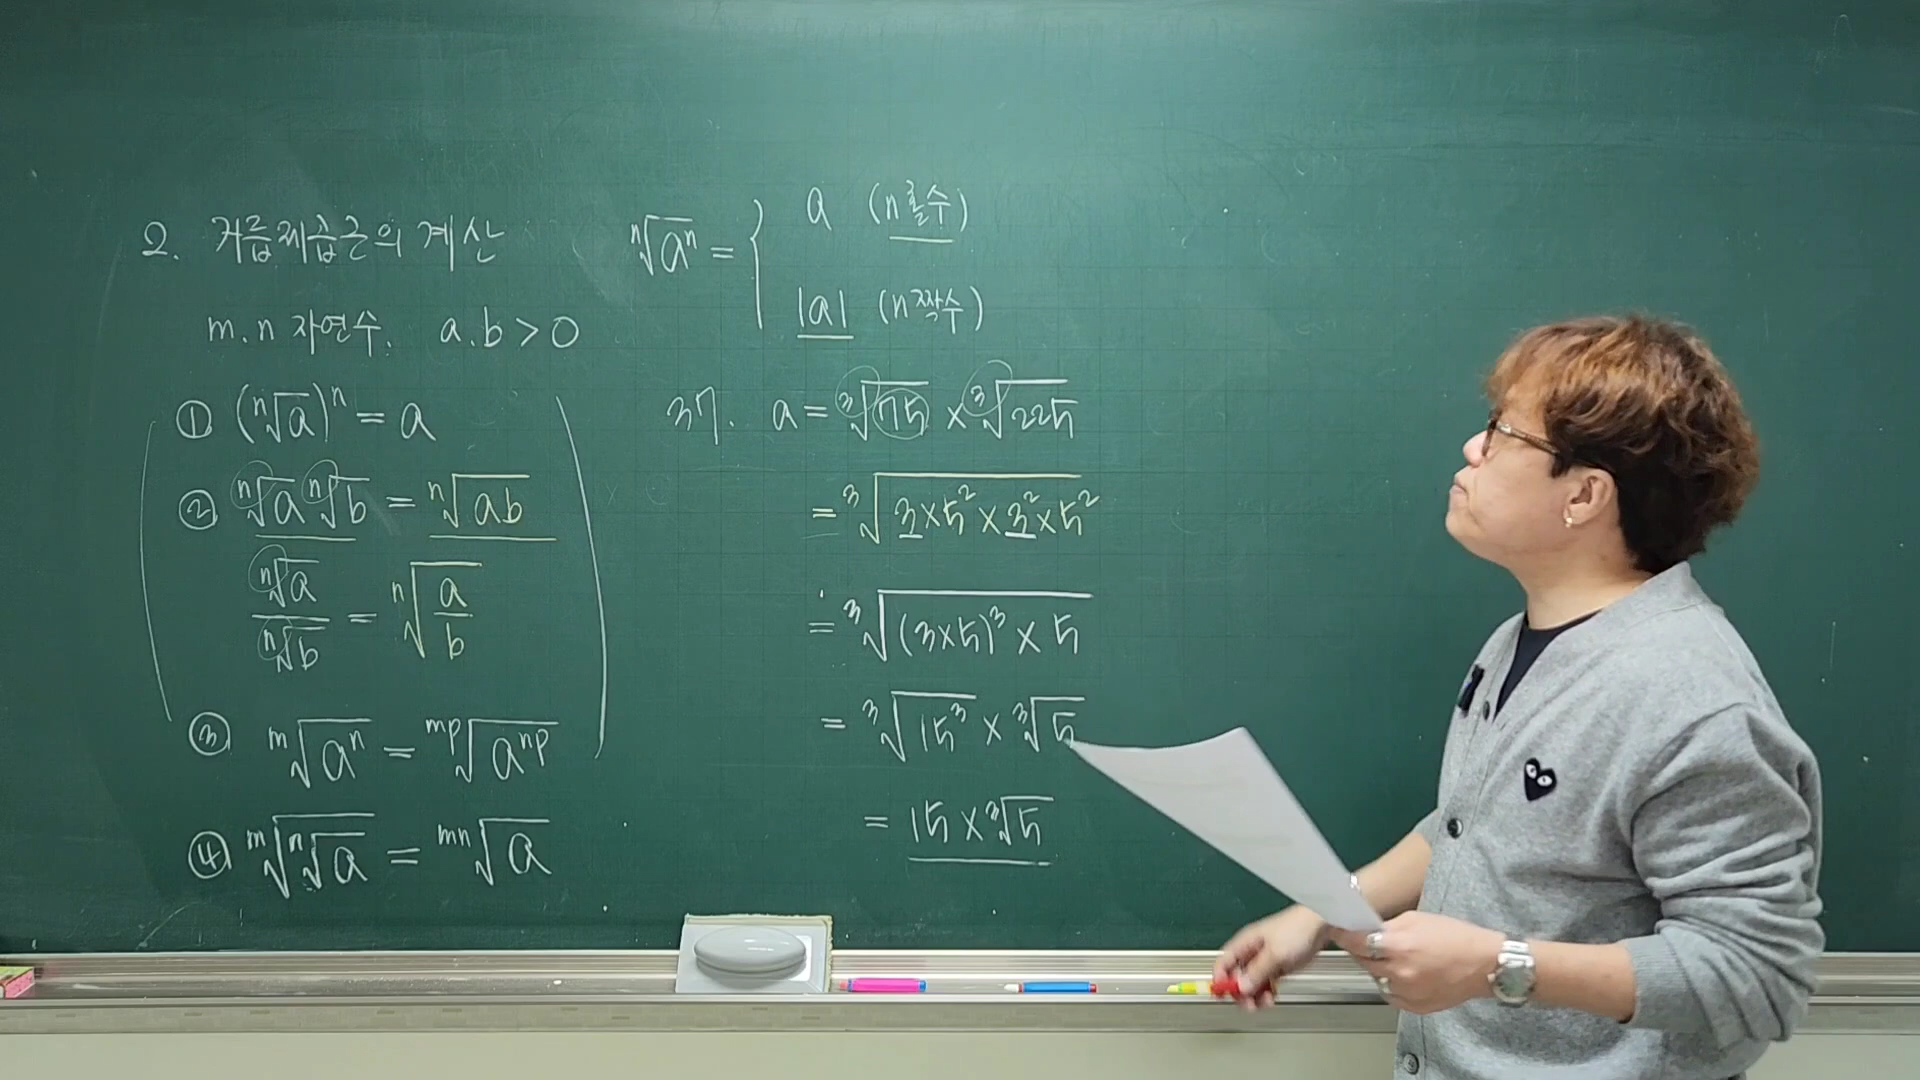 2. 거듭제곱근의 계산
m.n 자연수. a.b > 0
① (ⁿ√a)ⁿ = a
② ⁿ√a ⁿ√b = ⁿ√ab
ⁿ√a / ⁿ√b = ⁿ√(a/b)
③ ᵐ√aⁿ = ᵐᵖ√aⁿᵖ
④ ᵐ√ⁿ√a = ᵐⁿ√a
ⁿ√aⁿ = { a (n 홀수)
|a| (n 짝수)
37. a = ³√75 × ³√225
= ³√3×5²×3²×5²
= ³√(3×5)³×5
= ³√15³ × ³√5
= 15 × ³√5